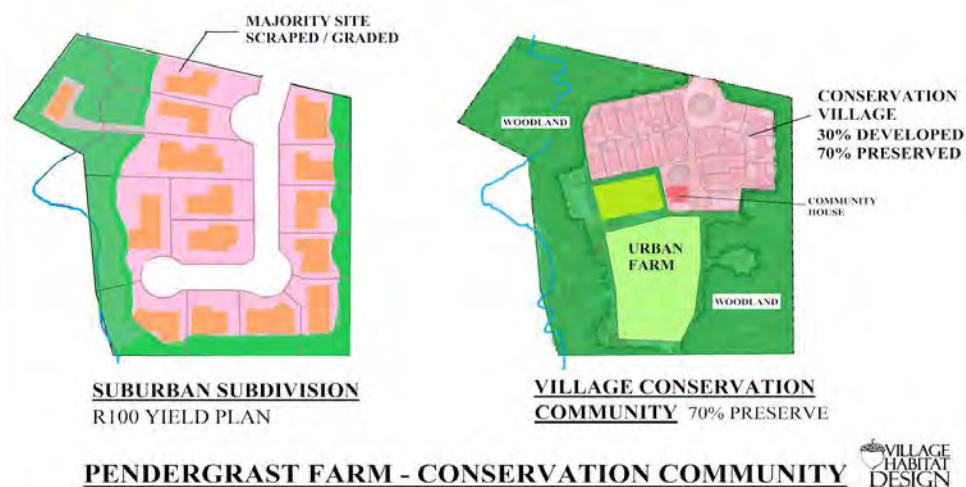 MAJORITY SITE
SCRAPED / GRADED
SUBURBAN SUBDIVISION
R100 YIELD PLAN
WOODLAND
CONSERVATION
VILLAGE
30% DEVELOPED
70% PRESERVED
COMMUNITY
HOUSE
URBAN
FARM
WOODLAND
VILLAGE CONSERVATION
COMMUNITY 70% PRESERVE
PENDERGRAST FARM - CONSERVATION COMMUNITY
VILLAGE
HABITAT
DESIGN